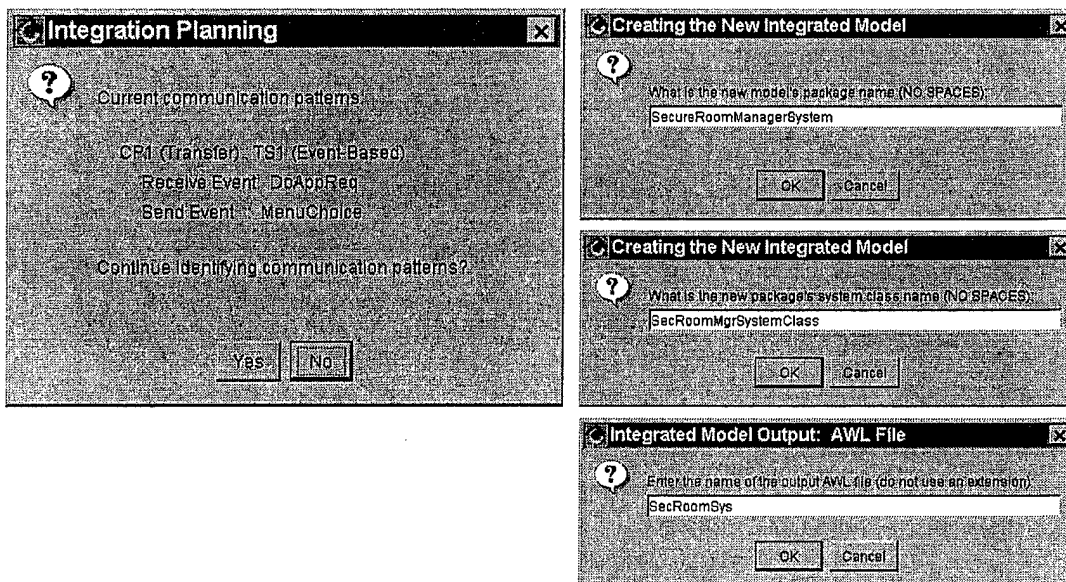 Integration Planning
Current communication patterns:
CP1 (Transfer) : TS1 (Event-Based)
Receive Event: DoAppReq
Send Event : MenuChoice
Continue identifying communication patterns?
Yes No
Creating the New Integrated Model
What is the new model's package name (NO SPACES):
SecureRoomManagerSystem
OK Cancel
Creating the New Integrated Model
What is the new package's system class name (NO SPACES):
SecRoomMgrSystemClass
OK Cancel
Integrated Model Output: AWL File
Enter the name of the output AWL file (do not use an extension):
SecRoomSys
OK Cancel